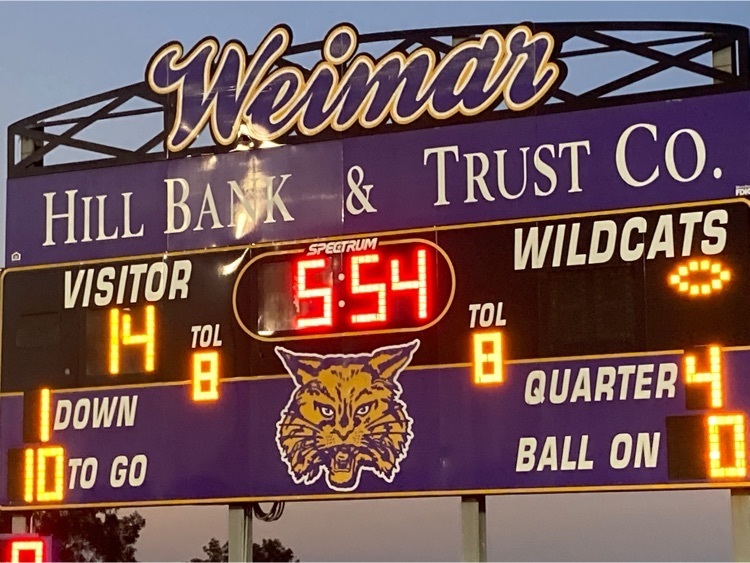 Weimar
HILL BANK & TRUST CO.
FDIC
SPECTRUM
VISITOR 5:54 WILDCATS
14 TOL TOL
8 8
1 DOWN QUARTER 4
10 TO GO BALL ON 0